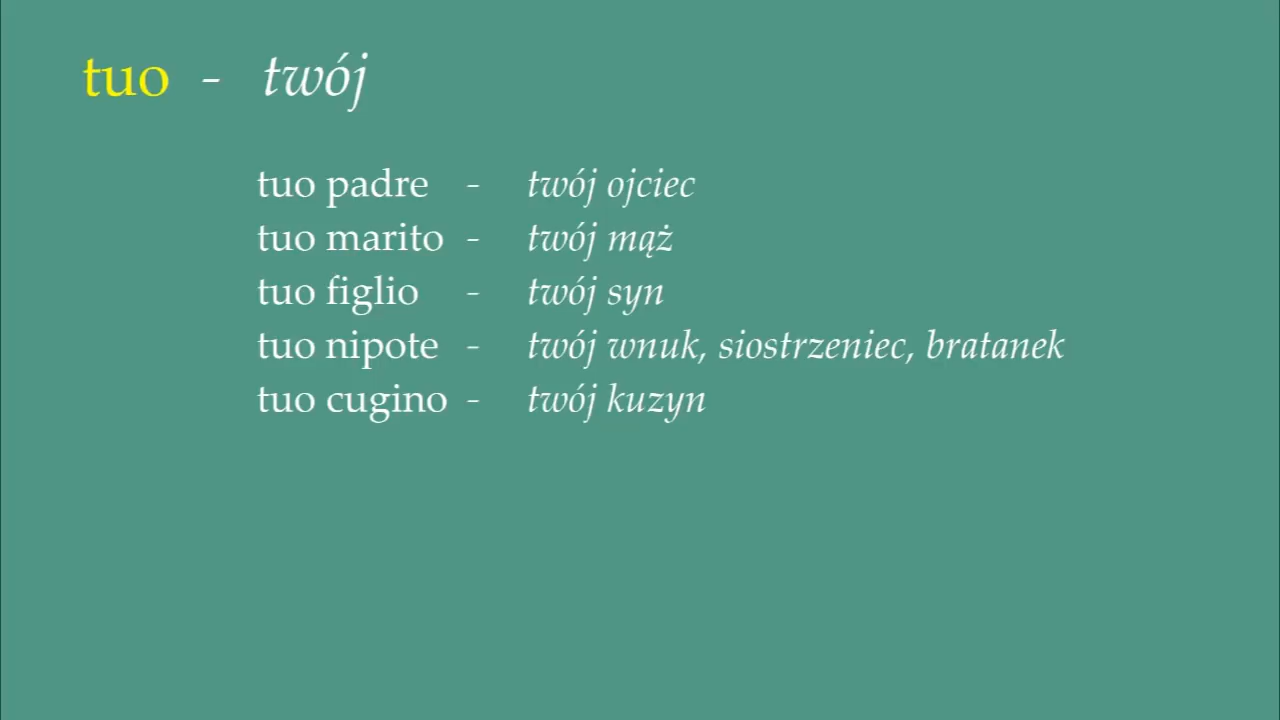 tuo - twój
tuo padre - twój ojciec
tuo marito - twój mąż
tuo figlio - twój syn
tuo nipote - twój wnuk, siostrzeniec, bratanek
tuo cugino - twój kuzyn